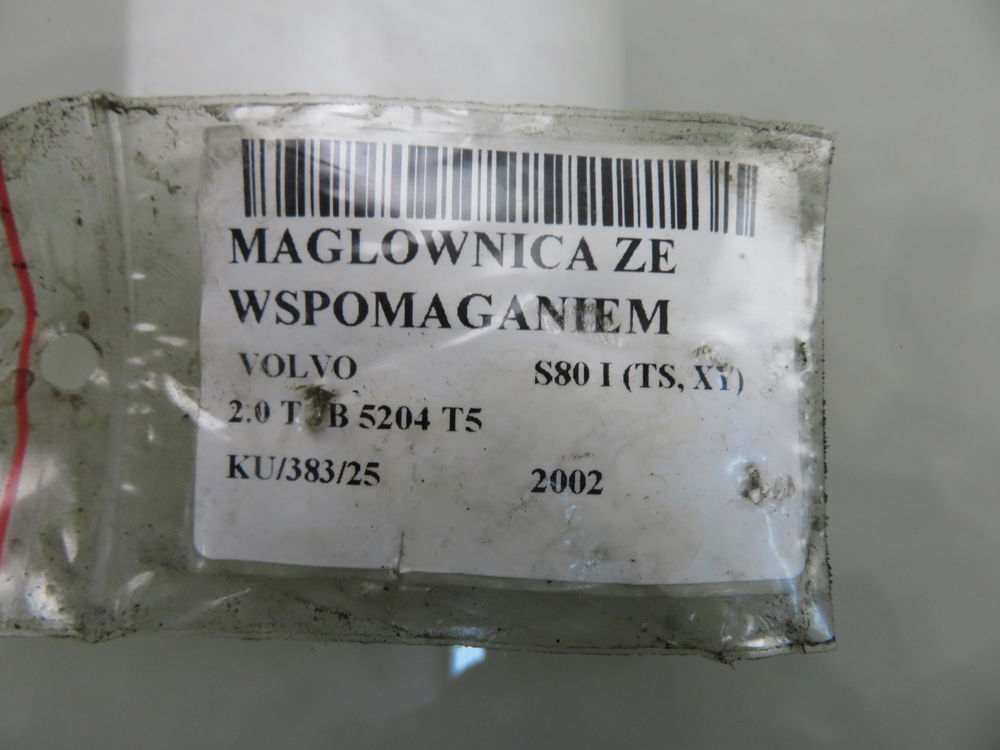 MAGLOWNICA ZE
WSPOMAGANIEM
VOLVO S80 I (TS, XY)
2.0 T B 5204 T5
KU/383/25 2002